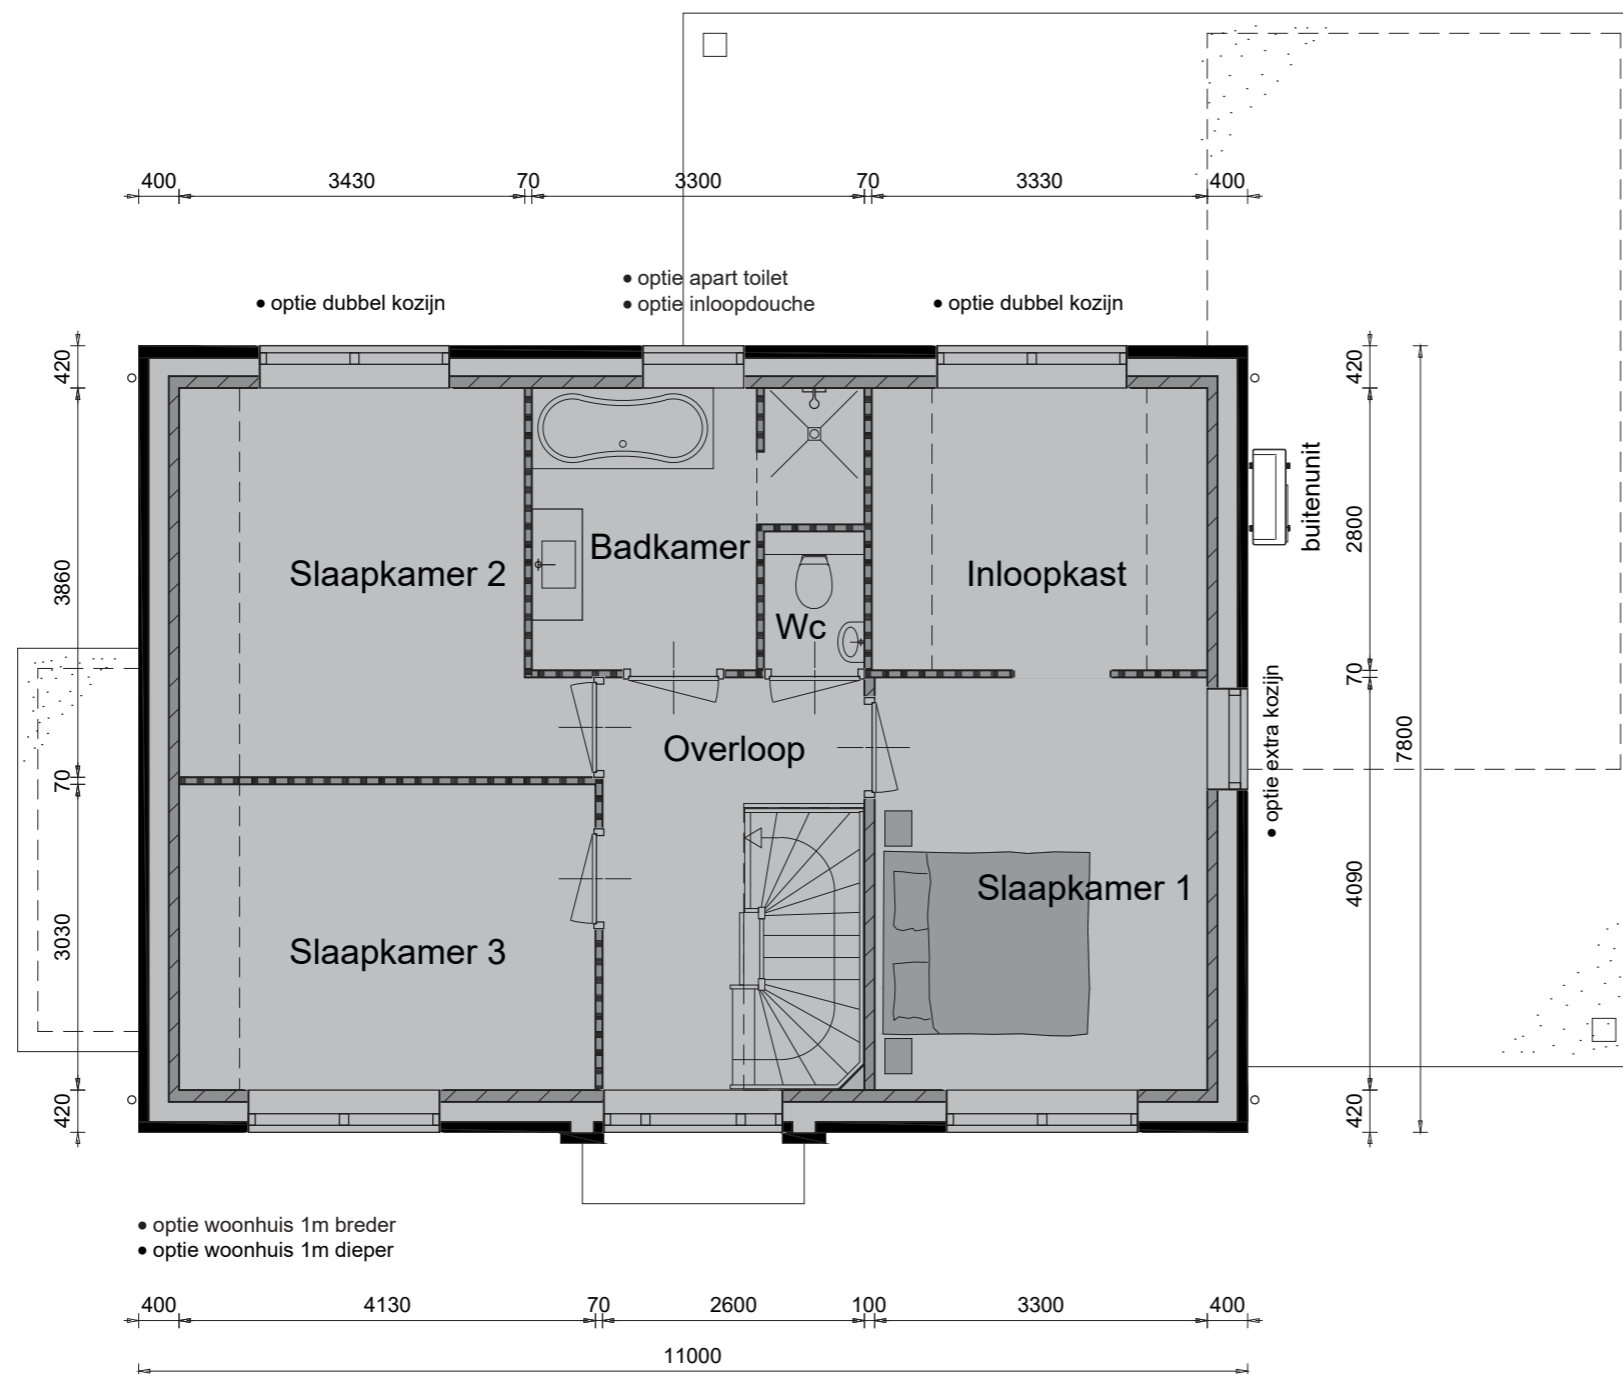 400 3430 70 3300 70 3330 400
• optie apart toilet
• optie dubbel kozijn • optie inloopdouche • optie dubbel kozijn
420 3860 70 3030 420
420 2800 70 4090 420
7800
buitenunit
• optie extra kozijn
Badkamer
Slaapkamer 2
Inloopkast
Wc
Overloop
Slaapkamer 1
Slaapkamer 3
• optie woonhuis 1m breder
• optie woonhuis 1m dieper
400 4130 70 2600 100 3300 400
11000